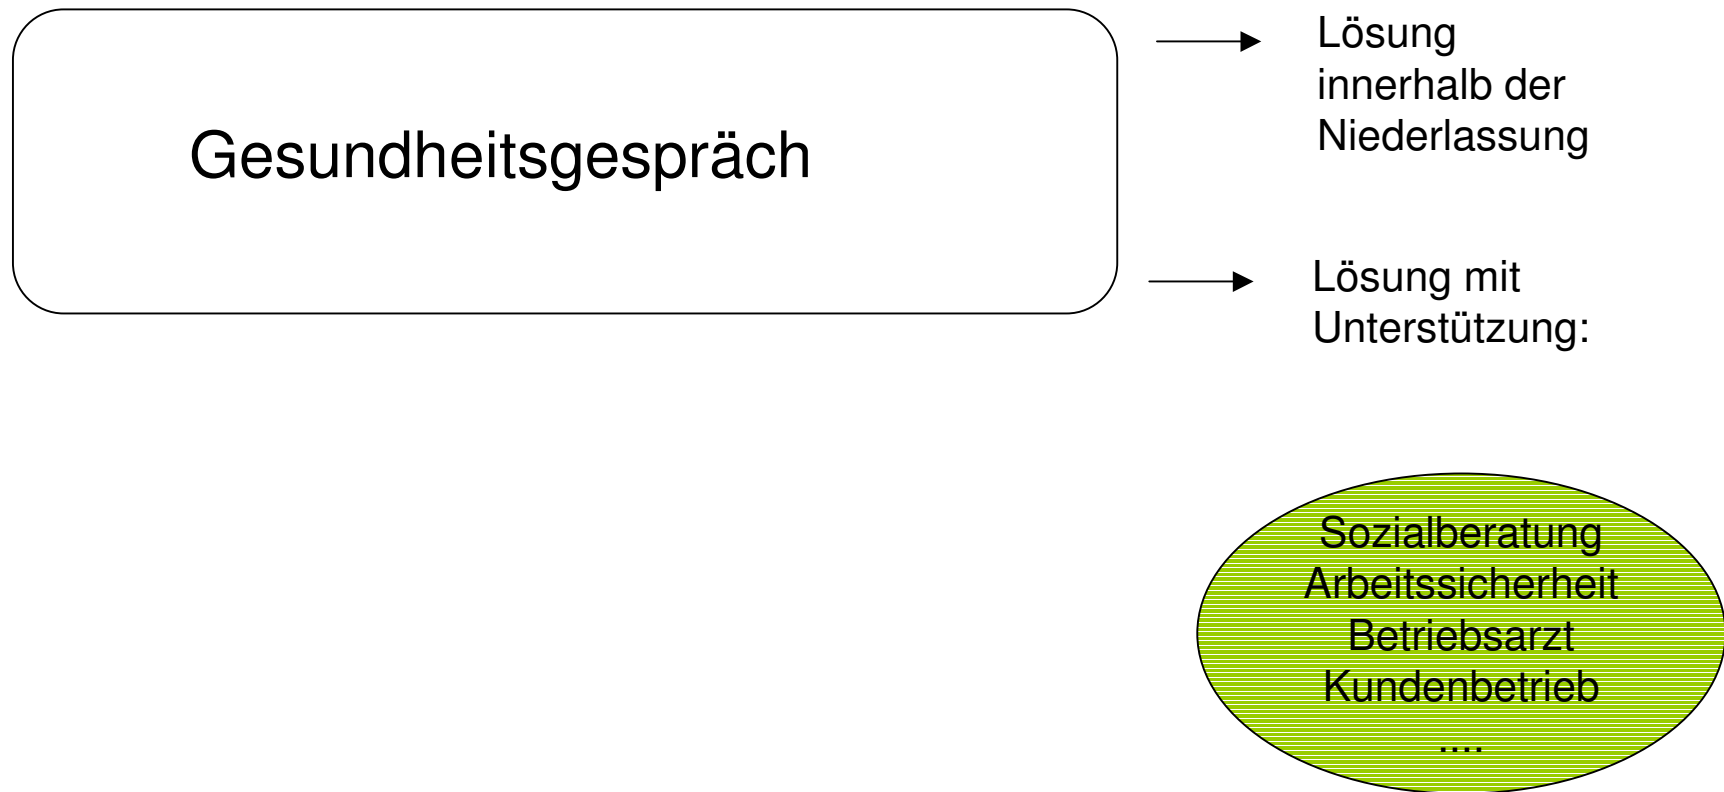 Gesundheitsgespräch
Lösung
innerhalb der
Niederlassung
Lösung mit
Unterstützung:
Sozialberatung
Arbeitssicherheit
Betriebsarzt
Kundenbetrieb
....